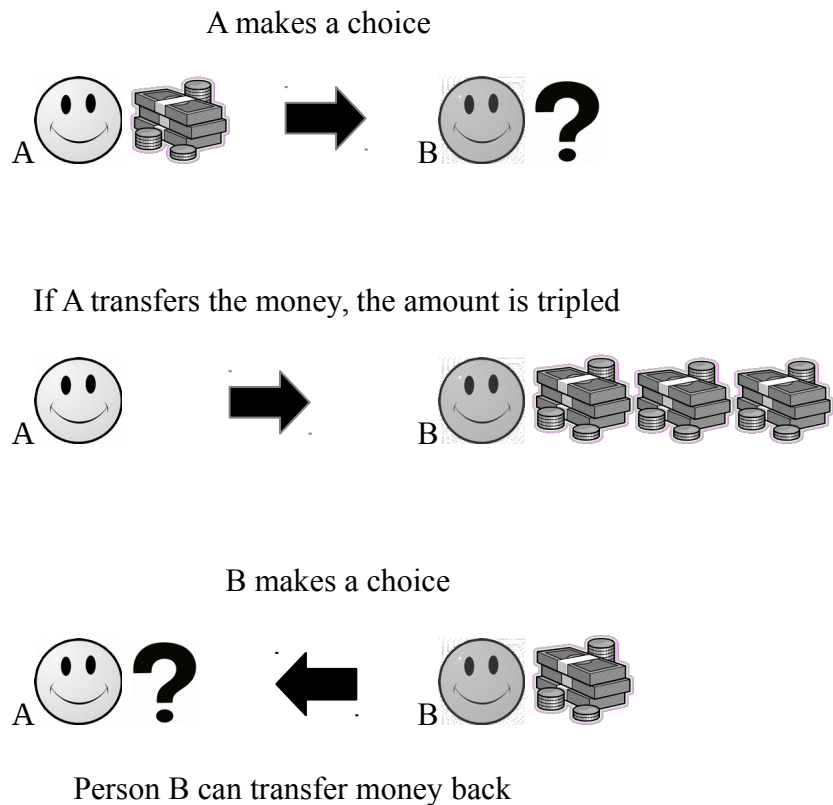 A makes a choice
A B ?
If A transfers the money, the amount is tripled
A B
B makes a choice
A ? B
Person B can transfer money back